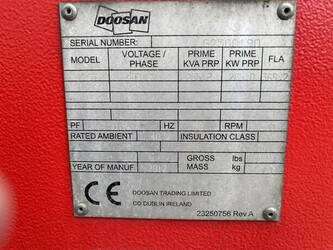 DOOSAN
SERIAL NUMBER:
MODEL VOLTAGE / PHASE PRIME KVA PRP PRIME KW PRP FLA
PF HZ RPM
RATED AMBIENT INSULATION CLASS
YEAR OF MANUF GROSS MASS lbs kg
CE
DOOSAN TRADING LIMITED
CO DUBLIN IRELAND
23250756 Rev A